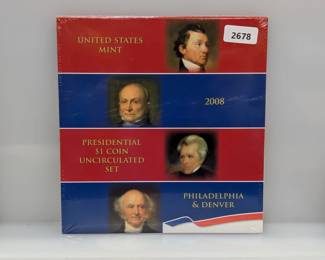 UNITED STATES
MINT
2678
2008
PRESIDENTIAL
$1 COIN
UNCIRCULATED
SET
PHILADELPHIA
& DENVER